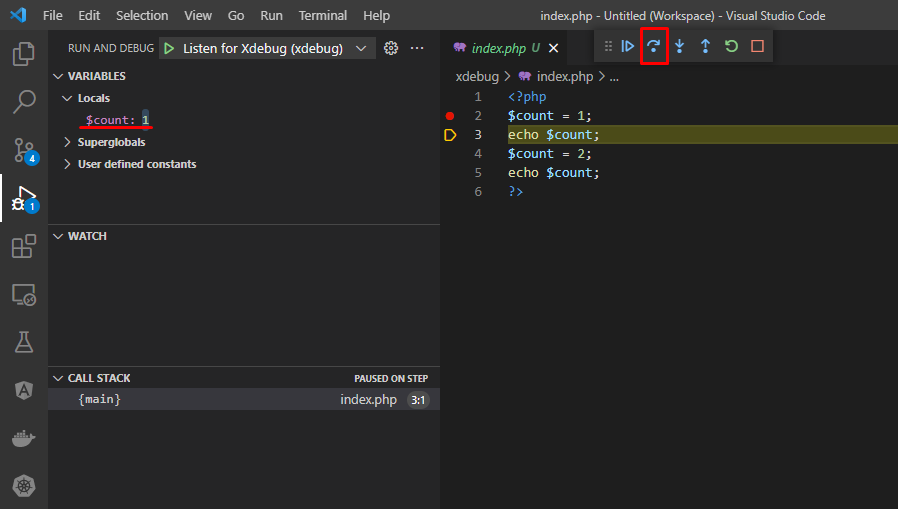 File Edit Selection View Go Run Terminal Help index.php - Untitled (Workspace) - Visual Studio Code
RUN AND DEBUG Listen for Xdebug (xdebug) ...
VARIABLES
Locals
$count: 1
Superglobals
User defined constants
WATCH
CALL STACK PAUSED ON STEP
{main} index.php 3:1
4
1
index.php U
xdebug > index.php > ...
1 <?php
2 $count = 1;
3 echo $count;
4 $count = 2;
5 echo $count;
6 ?>